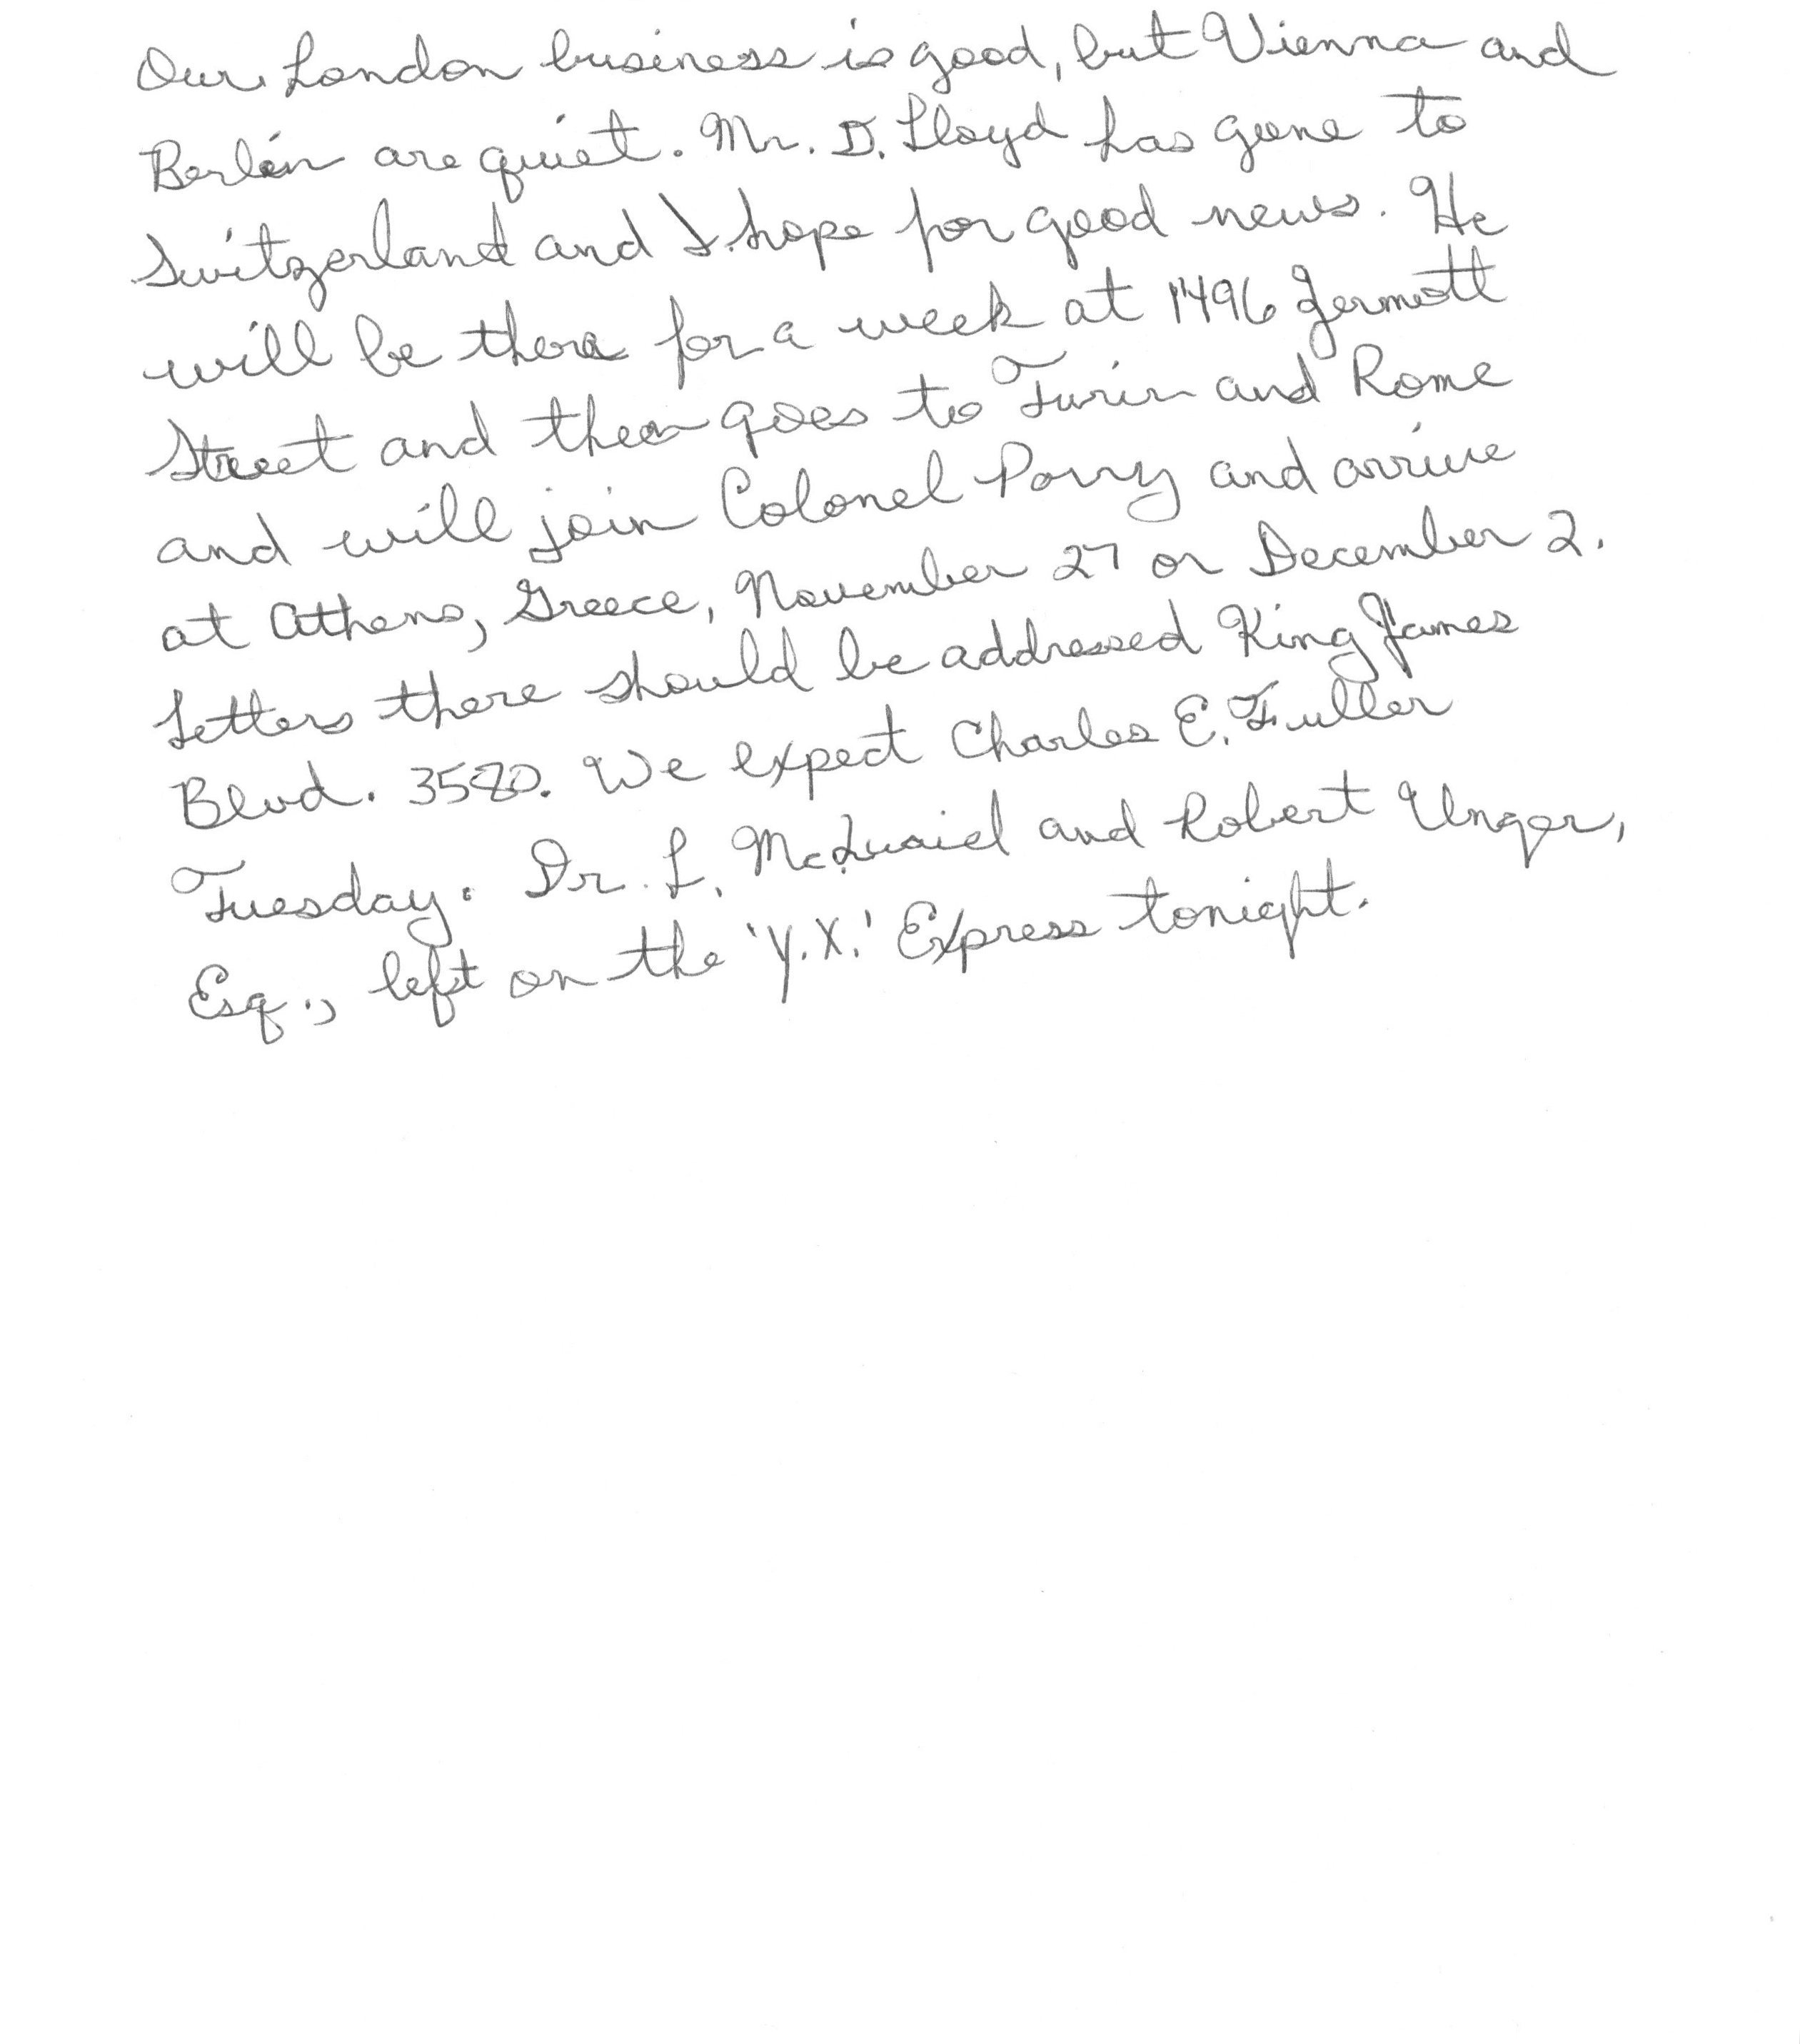 Our London business is good, but Vienna and
Berlin are quiet. Mr. D. Lloyd has gone to
Switzerland and I hope for good news. He
will be there for a week at 1496 Zermott
Street and then goes to Turin and Rome
and will join Colonel Parry and arrive
at Athens, Greece, November 27 or December 2.
Letters there should be addressed King James
Blvd. 3580. We expect Charles E. Fuller
Tuesday. Dr. L. McQuaid and Robert Unger,
Esq., left on the 'Y.X.' Express tonight.